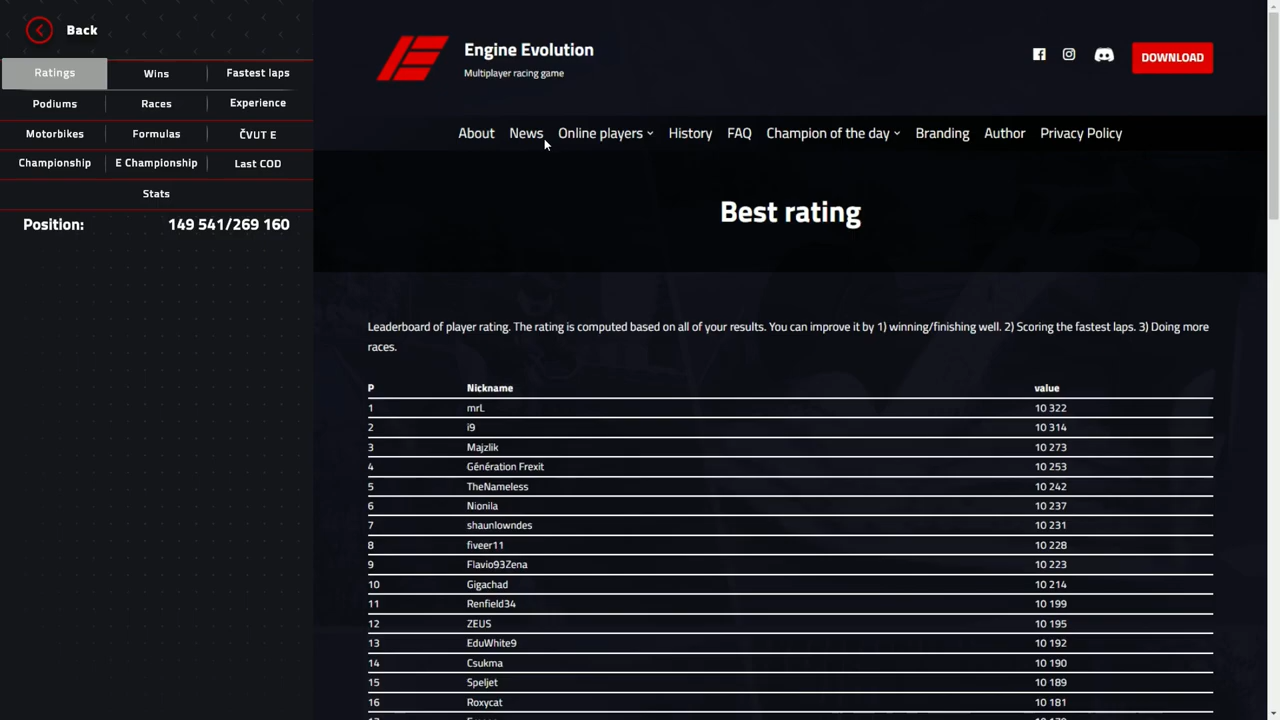 Back
Ratings
Wins
Fastest laps
Podiums
Races
Experience
Motorbikes
Formulas
ČVUT E
Championship
E Championship
Last COD
Stats
Position: 149 541/269 160
Engine Evolution
Multiplayer racing game
DOWNLOAD
About News Online players History FAQ Champion of the day Branding Author Privacy Policy
Best rating
Leaderboard of player rating. The rating is computed based on all of your results. You can improve it by 1) winning/finishing well. 2) Scoring the fastest laps. 3) Doing more
races.
P Nickname value
1 mrL 10 322
2 i9 10 314
3 Majzlik 10 273
4 Génération Frexit 10 253
5 TheNameless 10 242
6 Nionila 10 237
7 shaunlowndes 10 231
8 fiveer11 10 228
9 Flavio93Zena 10 223
10 Gigachad 10 214
11 Renfield34 10 199
12 ZEUS 10 195
13 EduWhite9 10 192
14 Csukma 10 190
15 Speljet 10 189
16 Roxycat 10 181